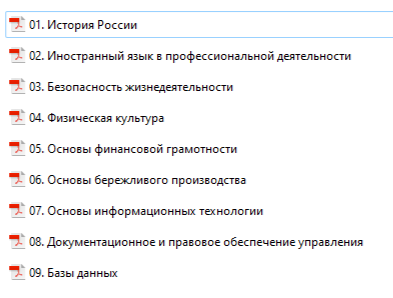 01. История России
02. Иностранный язык в профессиональной деятельности
03. Безопасность жизнедеятельности
04. Физическая культура
05. Основы финансовой грамотности
06. Основы бережливого производства
07. Основы информационных технологии
08. Документационное и правовое обеспечение управления
09. Базы данных